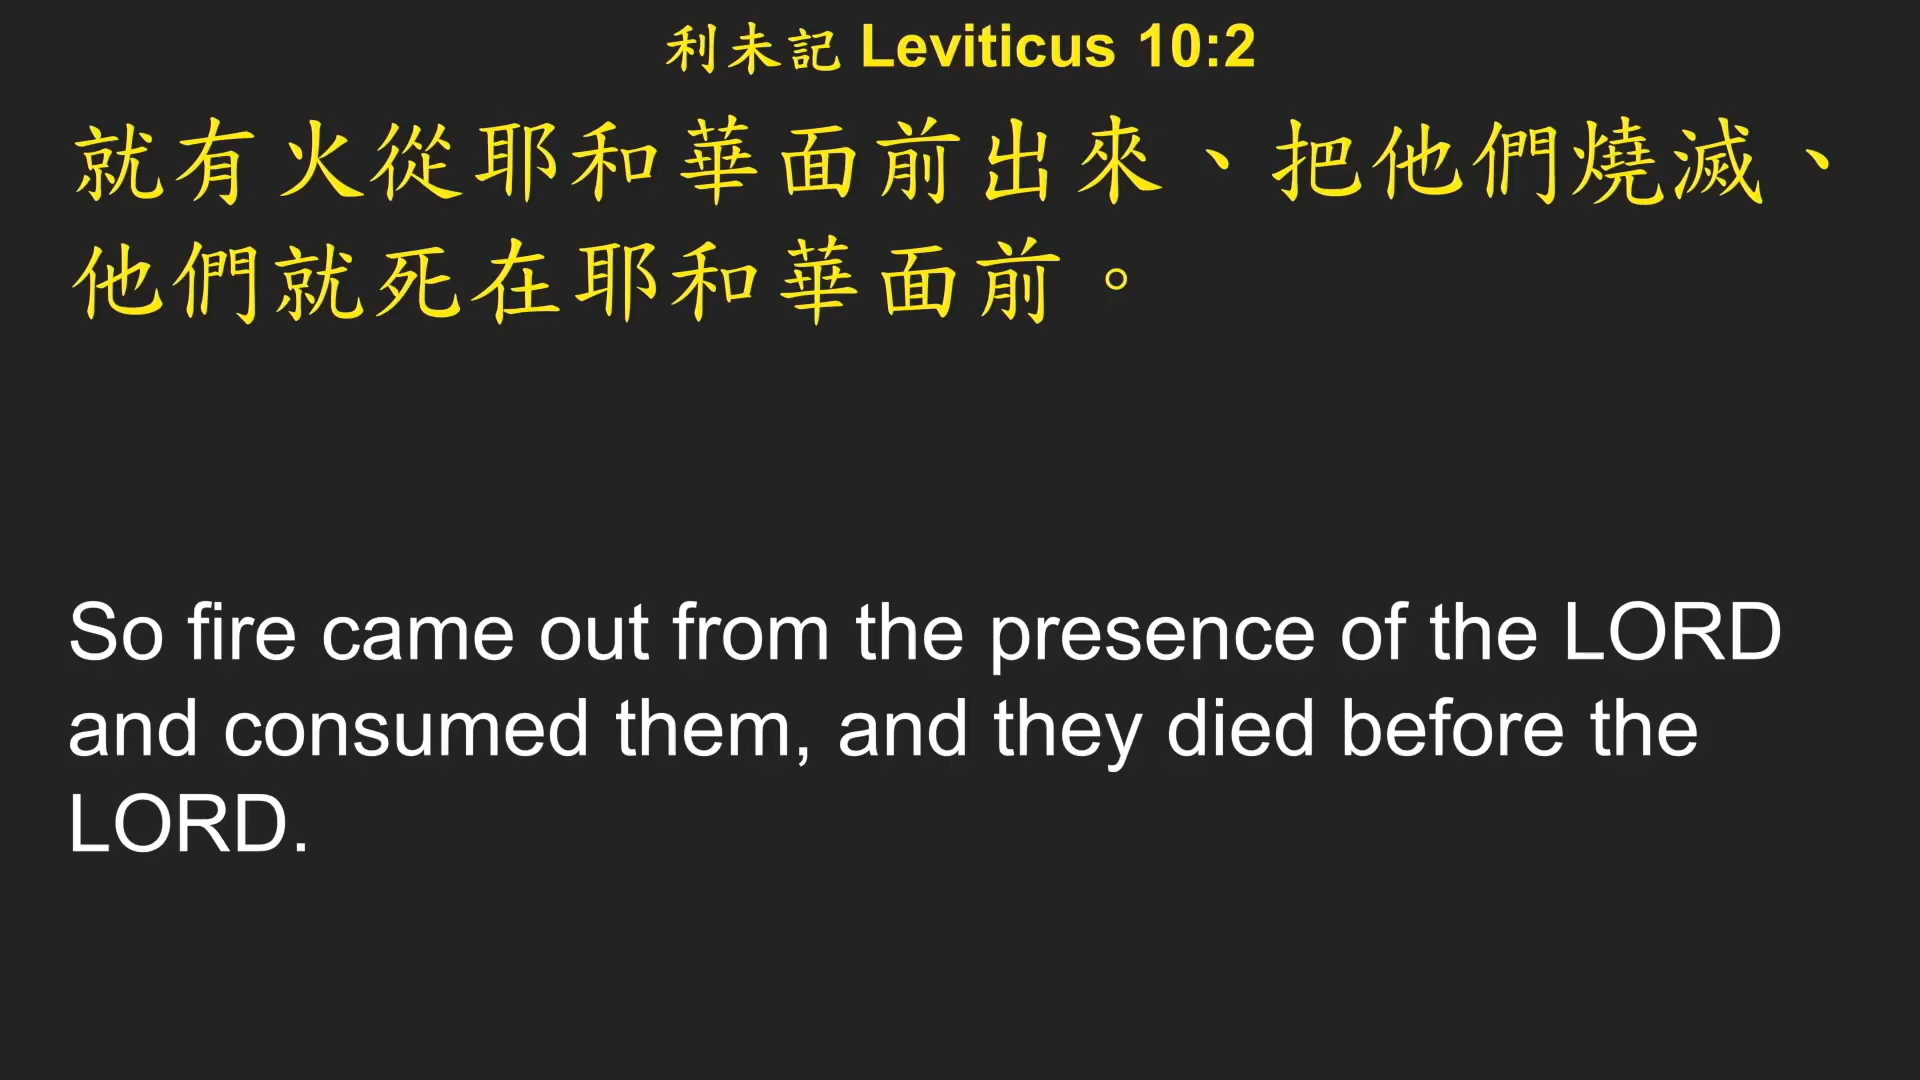 利未記 Leviticus 10:2
就有火從耶和華面前出來、把他們燒滅、
他們就死在耶和華面前。
So fire came out from the presence of the LORD
and consumed them, and they died before the
LORD.